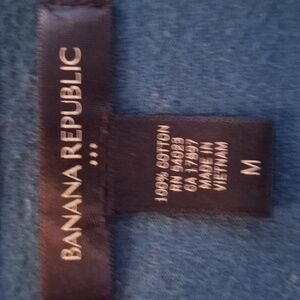 BANANA REPUBLIC
100% COTTON
RN 54023
CA 17897
MADE IN
VIETNAM
M